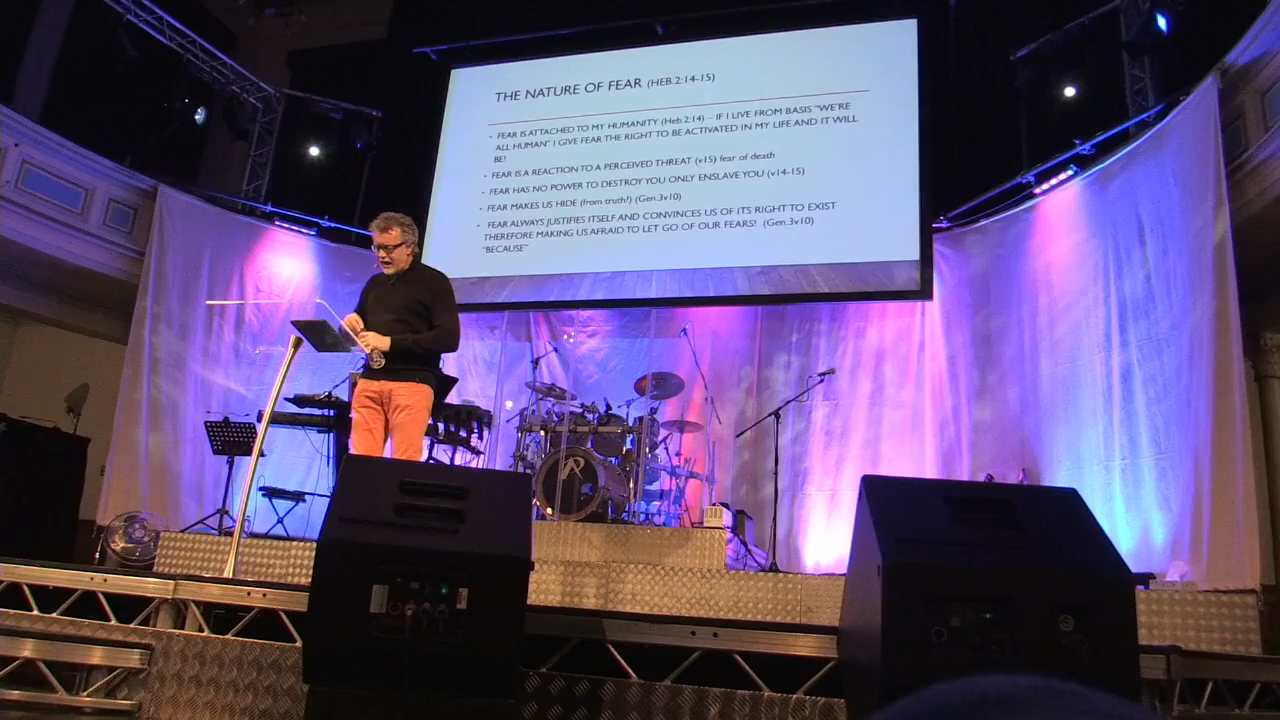 THE NATURE OF FEAR (HEB.2:14-15)
• FEAR IS ATTACHED TO MY HUMANITY (Heb.2:14) – IF I LIVE FROM BASIS "WE'RE
ALL HUMAN" I GIVE FEAR THE RIGHT TO BE ACTIVATED IN MY LIFE AND IT WILL
BE!
• FEAR IS A REACTION TO A PERCEIVED THREAT (v15) fear of death
• FEAR HAS NO POWER TO DESTROY YOU ONLY ENSLAVE YOU (v14-15)
• FEAR MAKES US HIDE (from truth?) (Gen.3v10)
• FEAR ALWAYS JUSTIFIES ITSELF AND CONVINCES US OF ITS RIGHT TO EXIST
THEREFORE MAKING US AFRAID TO LET GO OF OUR FEARS! (Gen.3v10)
"BECAUSE"